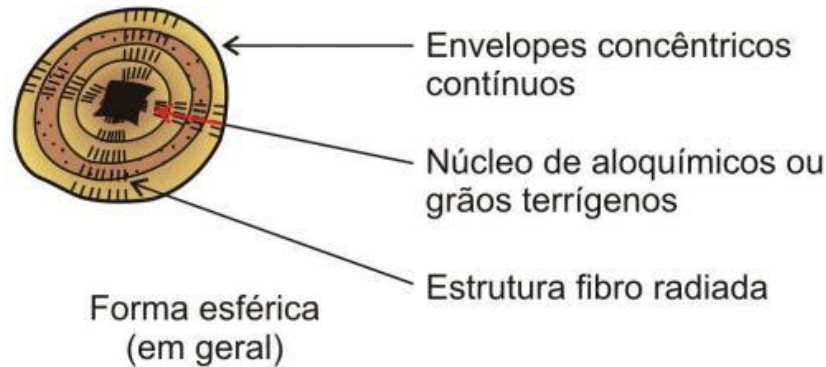 Envelopes concêntricos
contínuos
Núcleo de aloquímicos ou
grãos terrígenos
Estrutura fibro radiada
Forma esférica
(em geral)